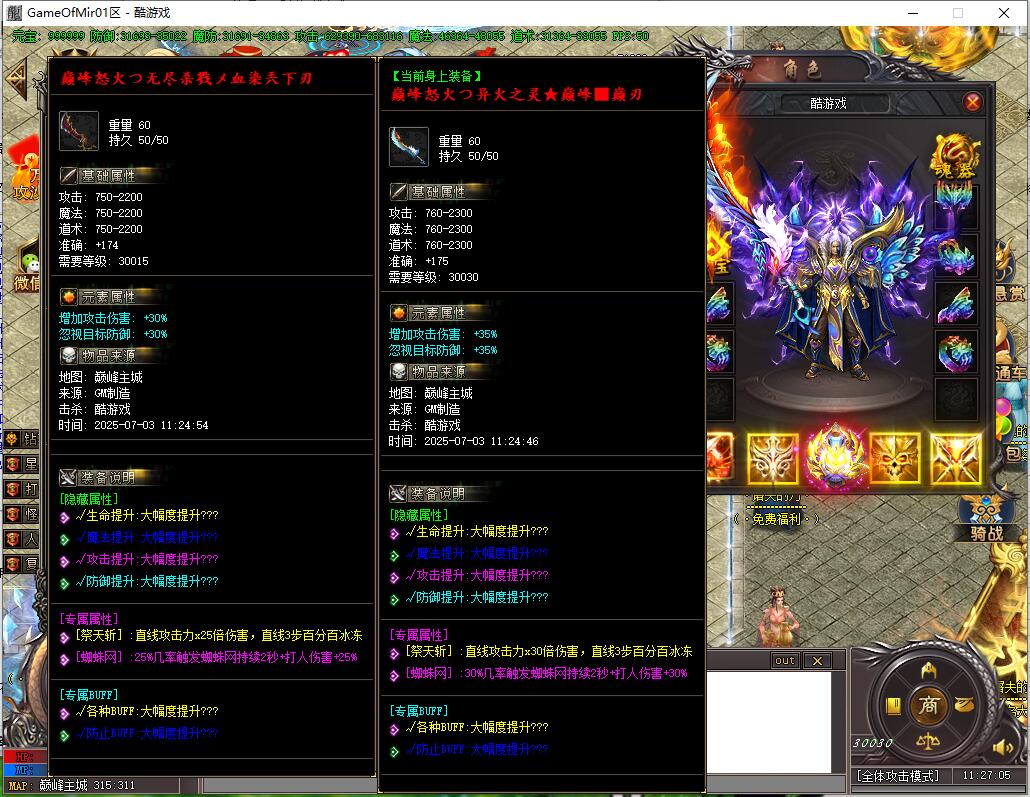 GameOfMir01区 - 酷游戏
元宝: 999999
PPS:50
巅峰怒火つ无尽杀戮メ血染天下刃
重量 60
持久 50/50
基础属性
攻击: 750-2200
魔法: 750-2200
道术: 750-2200
准确: +174
需要等级: 30015
元素属性
增加攻击伤害: +30%
忽视目标防御: +30%
物品来源
地图: 巅峰主城
来源: GM制造
击杀: 酷游戏
时间: 2025-07-03 11:24:54
装备说明
[隐藏属性]
√生命提升:大幅度提升???
√魔法提升:大幅度提升???
√攻击提升:大幅度提升???
√防御提升:大幅度提升???
[专属属性]
[祭天斩]:直线攻击力x25倍伤害，直线3步百分百冰冻
[蜘蛛网]:25%几率触发蜘蛛网持续2秒+打人伤害+25%
[专属BUFF]
√各种BUFF:大幅度提升???
√防止BUFF:大幅度提升???
【当前身上装备】
巅峰怒火つ异火之灵★巅峰■巅刃
重量 60
持久 50/50
基础属性
攻击: 760-2300
魔法: 760-2300
道术: 760-2300
准确: +175
需要等级: 30030
元素属性
增加攻击伤害: +35%
忽视目标防御: +35%
物品来源
地图: 巅峰主城
来源: GM制造
击杀: 酷游戏
时间: 2025-07-03 11:24:46
装备说明
[隐藏属性]
√生命提升:大幅度提升???
√魔法提升:大幅度提升???
√攻击提升:大幅度提升???
√防御提升:大幅度提升???
[专属属性]
[祭天斩]:直线攻击力x30倍伤害，直线3步百分百冰冻
[蜘蛛网]:30%几率触发蜘蛛网持续2秒+打人伤害+30%
[专属BUFF]
√各种BUFF:大幅度提升???
√防止BUFF:大幅度提升???
角色
酷游戏
魂器
攻沙
微信
悬赏
通车
钻
星
打
怪
人
包
(·免费福利·)
骑战
out
商
30030
[全体攻击模式]
11:27:05
HP:
MP:
MAP: 巅峰主城 315:311